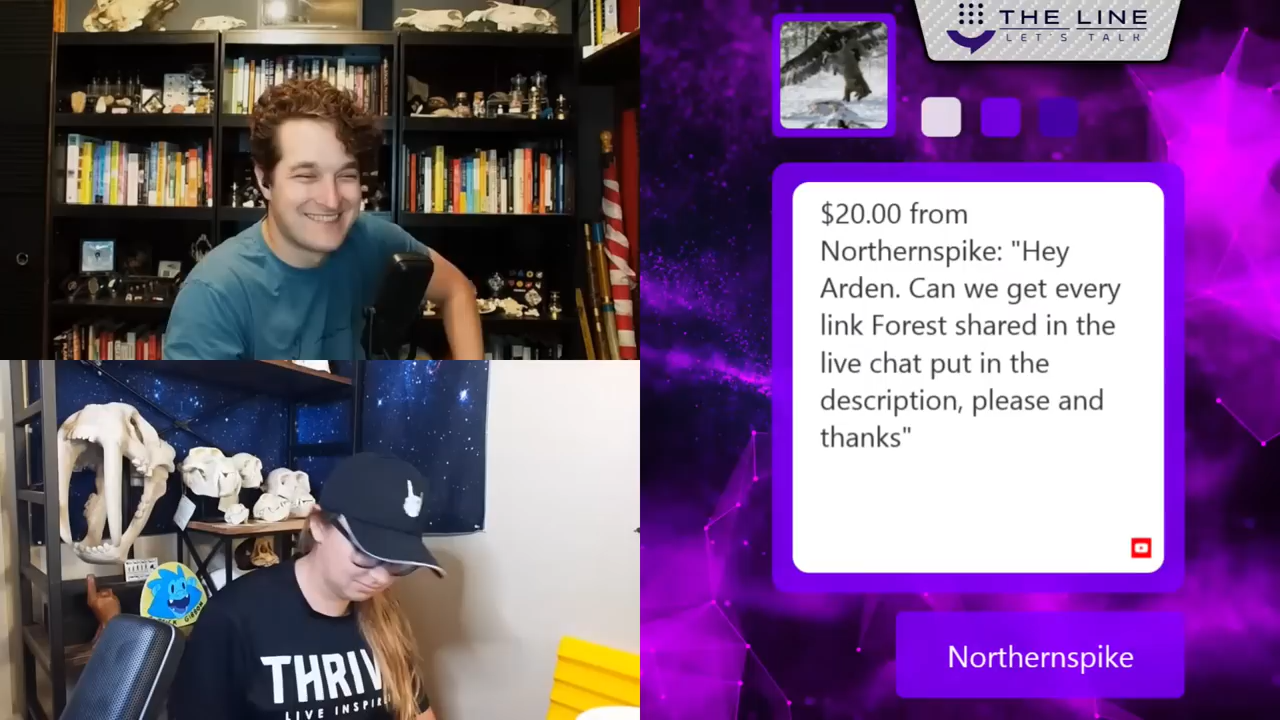 THE LINE
LET'S TALK
$20.00 from
Northernspike: "Hey
Arden. Can we get every
link Forest shared in the
live chat put in the
description, please and
thanks"
Northernspike
THRIV
LIVE INSPIRE